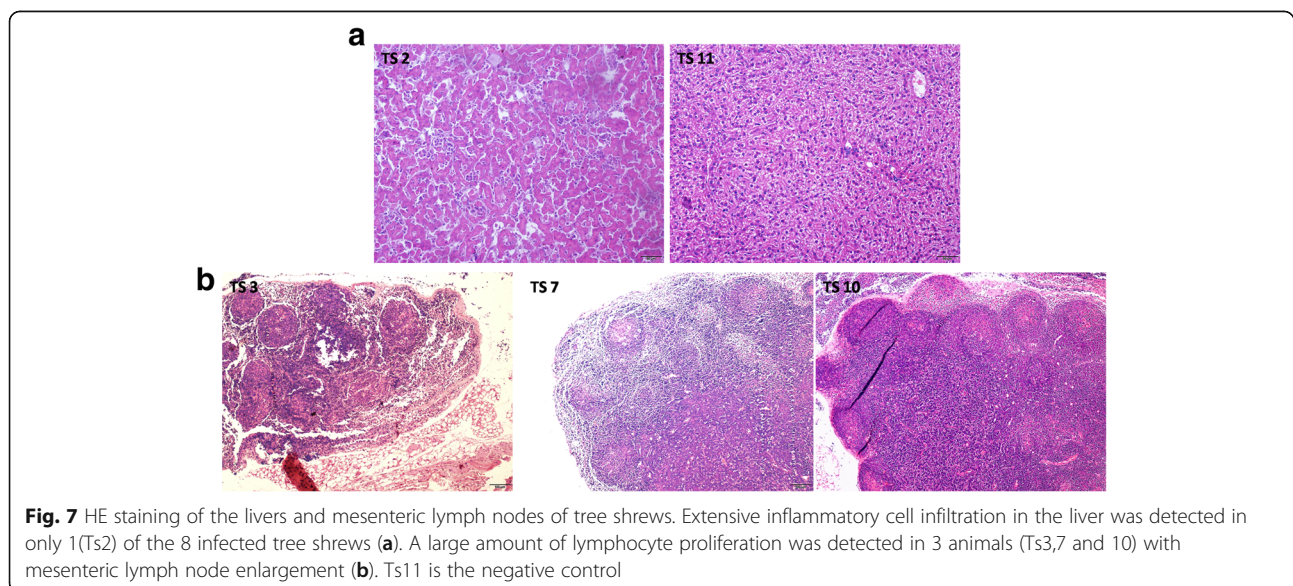 a
TS 2
TS 11
b
TS 3
TS 7
TS 10
Fig. 7 HE staining of the livers and mesenteric lymph nodes of tree shrews. Extensive inflammatory cell infiltration in the liver was detected in
only 1(Ts2) of the 8 infected tree shrews (a). A large amount of lymphocyte proliferation was detected in 3 animals (Ts3,7 and 10) with
mesenteric lymph node enlargement (b). Ts11 is the negative control